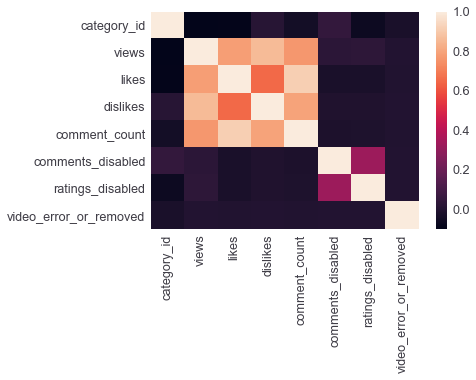 category_id
views
likes
dislikes
comment_count
comments_disabled
ratings_disabled
video_error_or_removed
category_id
views
likes
dislikes
comment_count
comments_disabled
ratings_disabled
video_error_or_removed
1.0
0.8
0.6
0.4
0.2
0.0